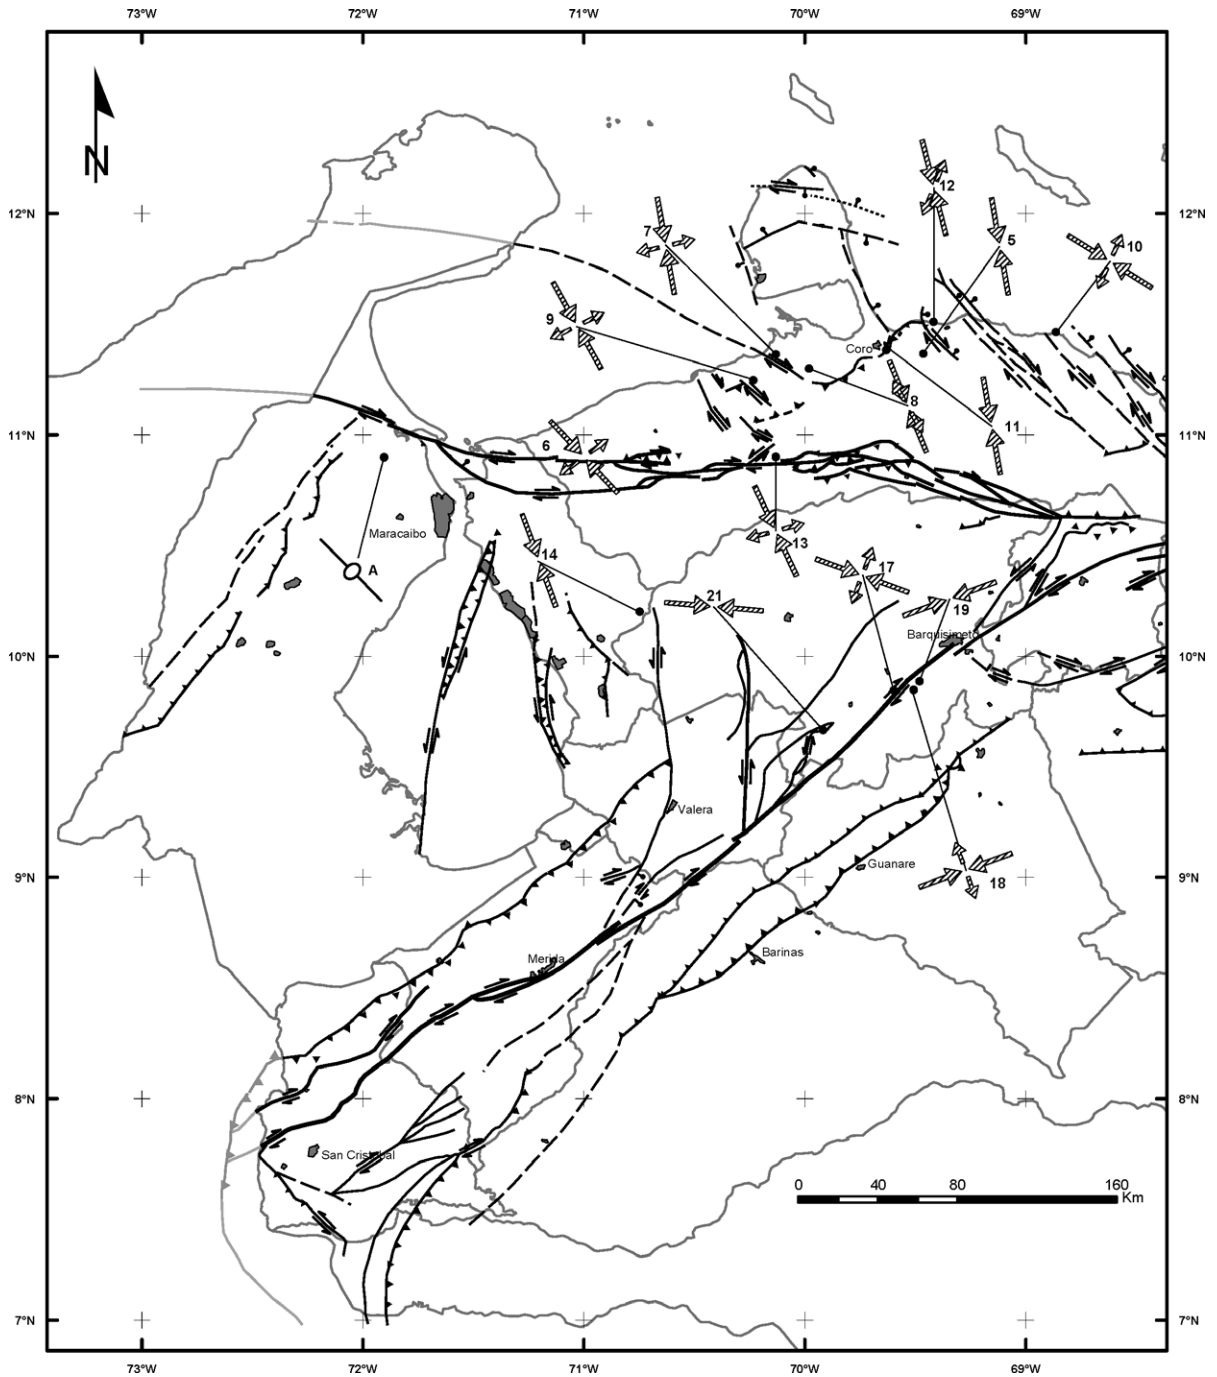 73°W 72°W 71°W 70°W 69°W
N
12°N 12°N
12
7
5
10
9
Coro
8
11
11°N 11°N
6
Maracaibo
13
14
A
17
21
19
Barquisimeto
10°N 10°N
Valera
Guanare
9°N 9°N
18
Merida
Barinas
8°N 8°N
San Cristobal
0 40 80 160
Km
7°N 7°N
73°W 72°W 71°W 70°W 69°W